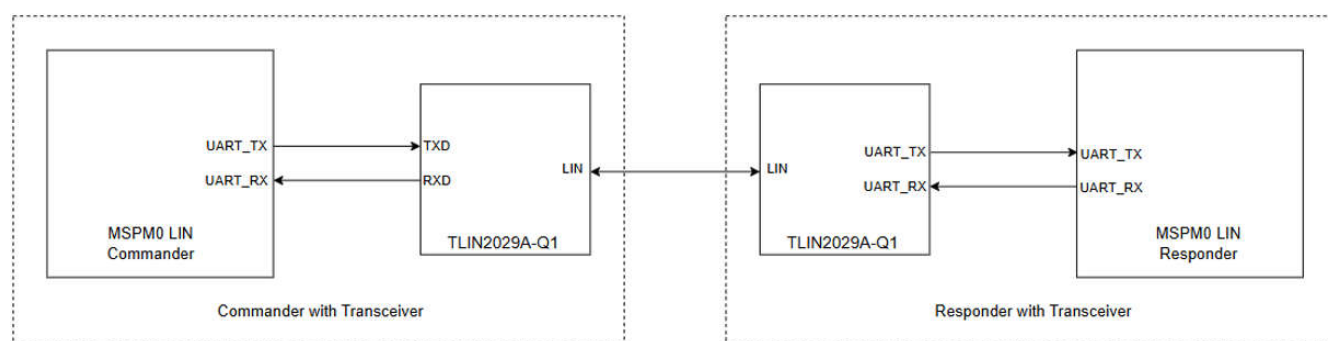 UART_TX
UART_RX
MSPM0 LIN
Commander
TXD
RXD
LIN
TLIN2029A-Q1
Commander with Transceiver
LIN
UART_TX
UART_RX
TLIN2029A-Q1
UART_TX
UART_RX
MSPM0 LIN
Responder
Responder with Transceiver